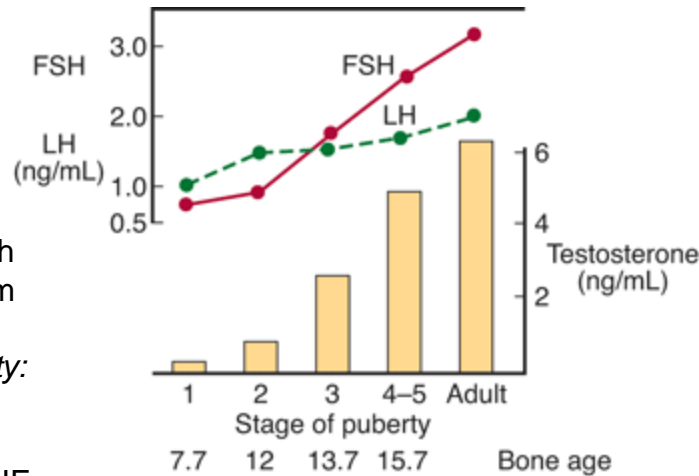 3.0
FSH
FSH
2.0
LH
LH
(ng/mL)
6
1.0
0.5
4
Testosterone
(ng/mL)
2
ty:
1 2 3 4–5 Adult
Stage of puberty
7.7 12 13.7 15.7 Bone age